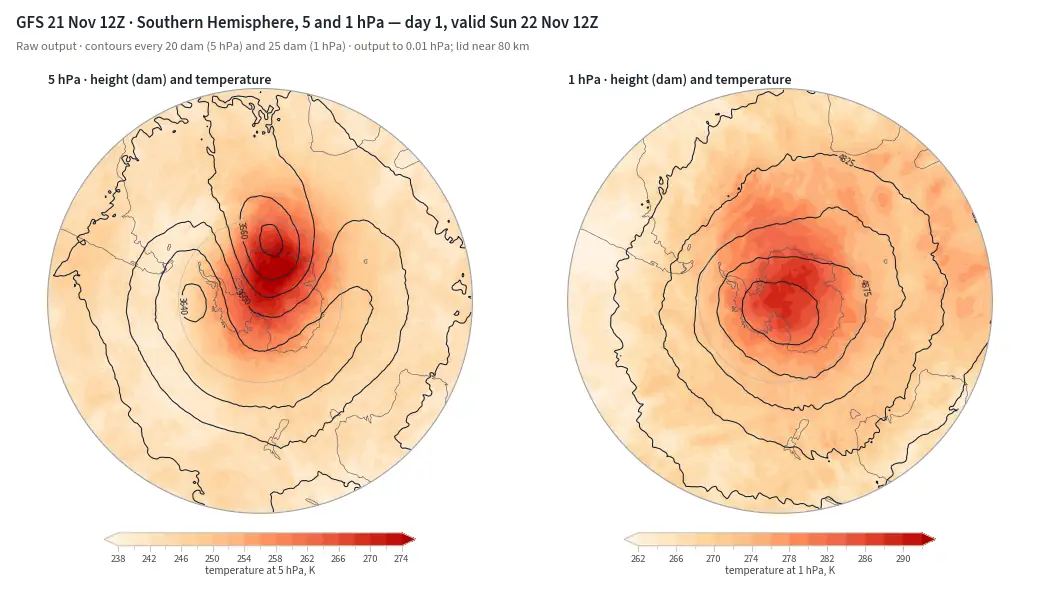 GFS 21 Nov 12Z · Southern Hemisphere, 5 and 1 hPa — day 1, valid Sun 22 Nov 12Z
Raw output · contours every 20 dam (5 hPa) and 25 dam (1 hPa) · output to 0.01 hPa; lid near 80 km
5 hPa · height (dam) and temperature
1 hPa · height (dam) and temperature
4825
3660
4875
3640
238 242 246 250 254 258 262 266 270 274
temperature at 5 hPa, K
262 266 270 274 278 282 286 290
temperature at 1 hPa, K